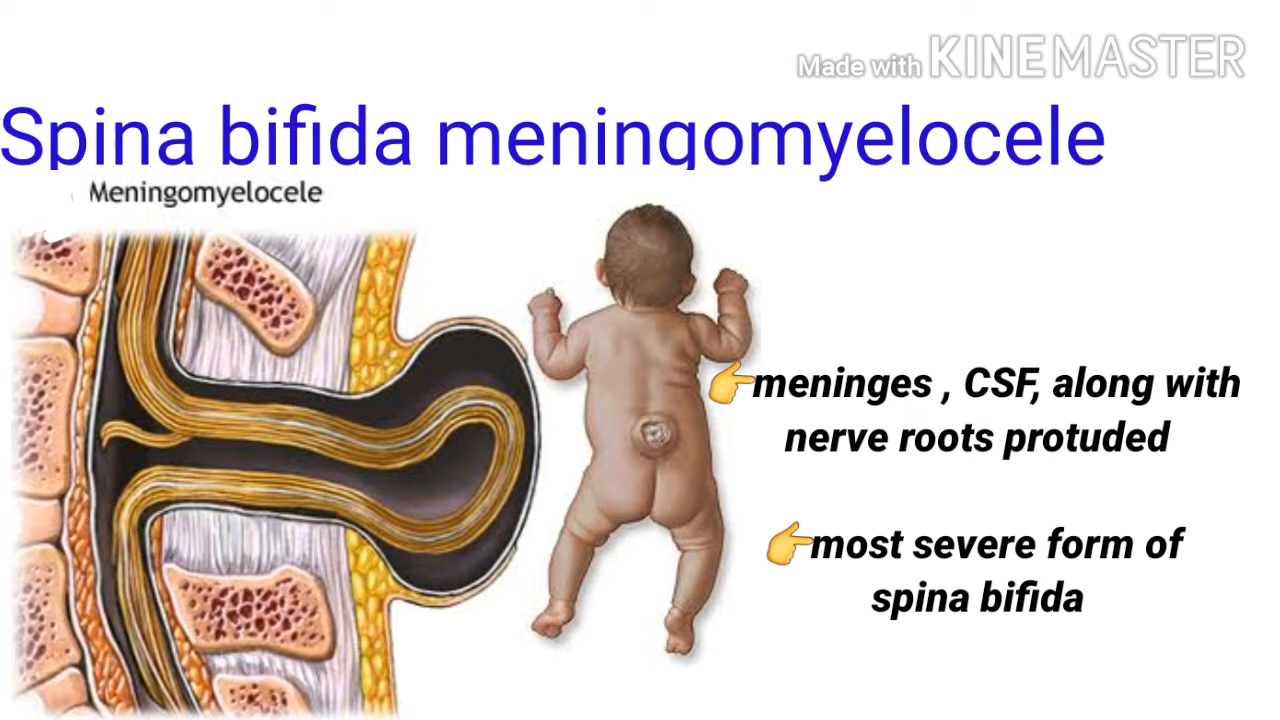 Made with KINEMASTER
Spina bifida meningomyelocele
Meningomyelocele
👉meninges , CSF, along with
nerve roots protuded
👉most severe form of
spina bifida